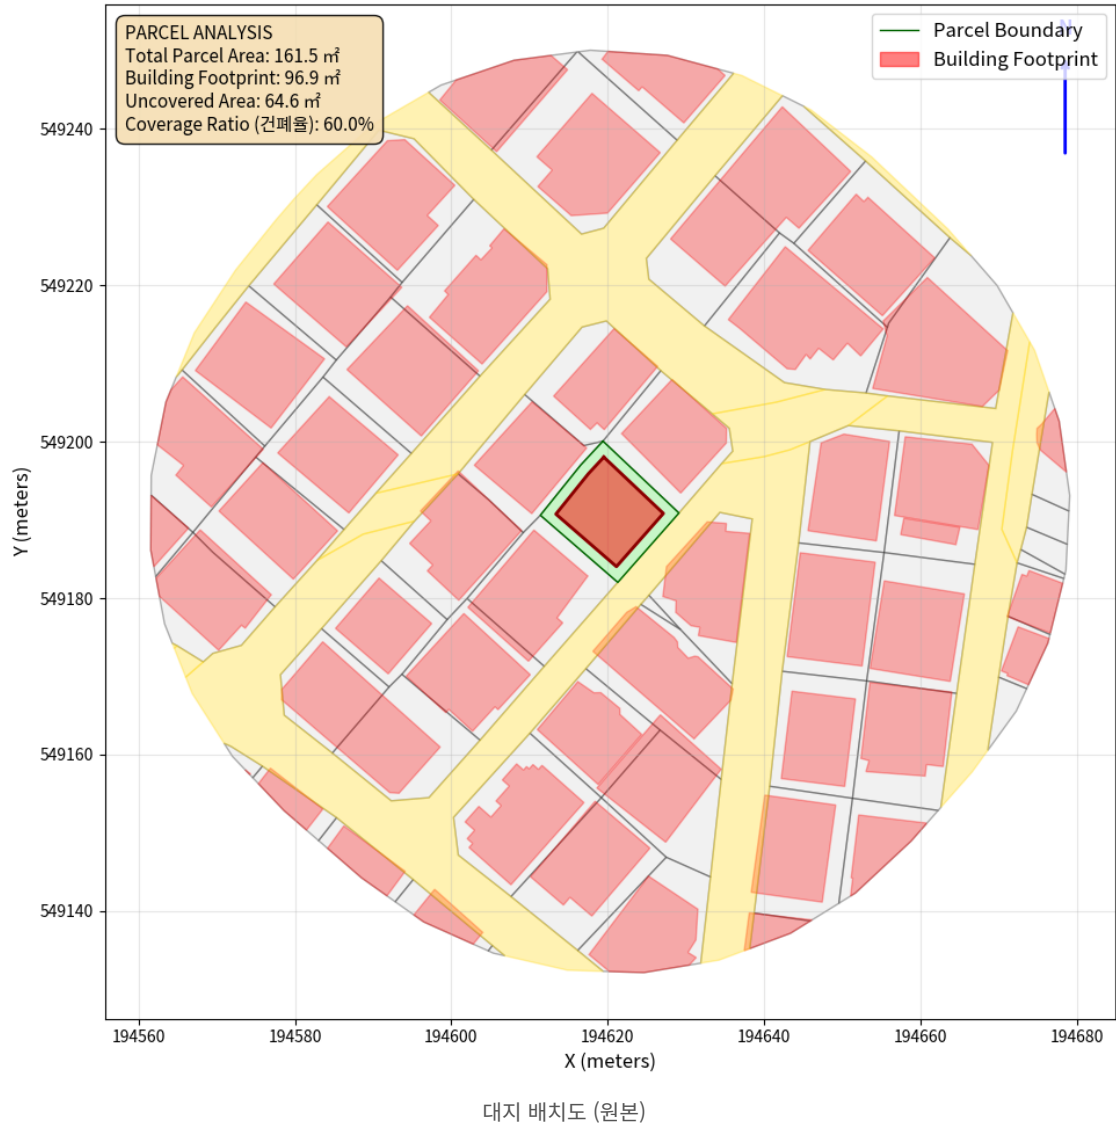 PARCEL ANALYSIS
Total Parcel Area: 161.5 ㎡
Building Footprint: 96.9 ㎡
Uncovered Area: 64.6 ㎡
Coverage Ratio (건폐율): 60.0%
Parcel Boundary
Building Footprint
N
549240
549220
549200
549180
549160
549140
Y (meters)
194560 194580 194600 194620 194640 194660 194680
X (meters)
대지 배치도 (원본)